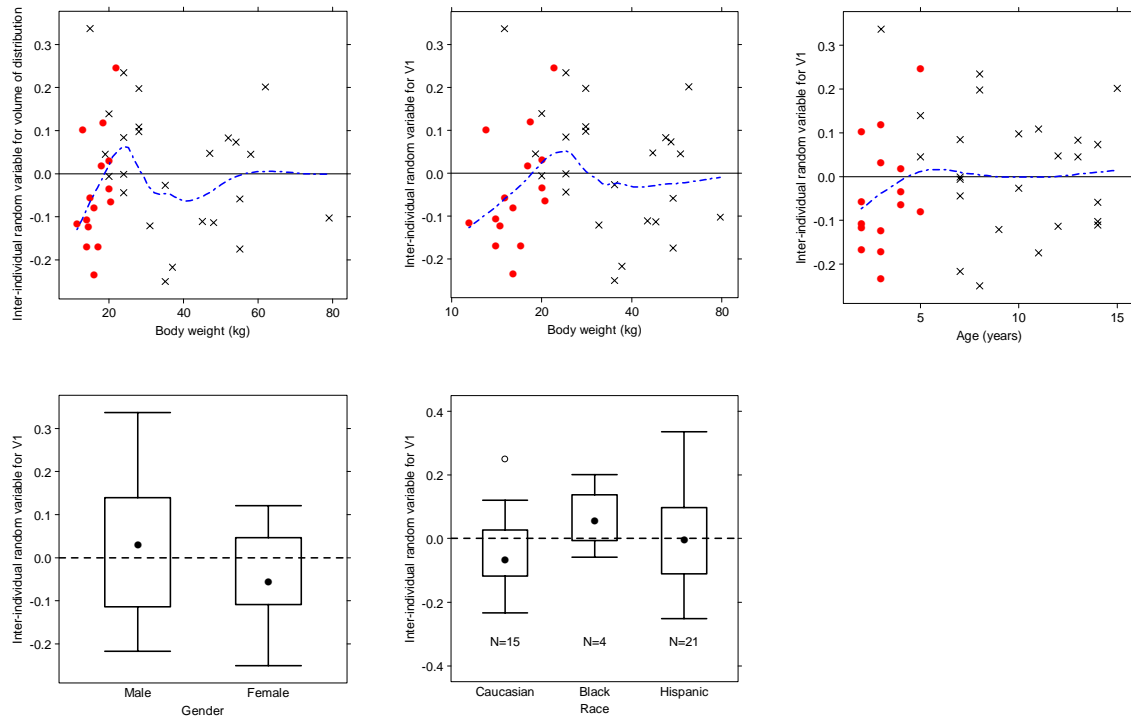 Inter-individual random variable for volume of distribution
0.3
0.2
0.1
0.0
-0.1
-0.2
20 40 60 80
Body weight (kg)
Inter-individual random variable for V1
0.3
0.2
0.1
0.0
-0.1
-0.2
10 20 40 80
Body weight (kg)
Inter-individual random variable for V1
0.3
0.2
0.1
0.0
-0.1
-0.2
5 10 15
Age (years)
Inter-individual random variable for V1
0.3
0.2
0.1
0.0
-0.1
-0.2
Male Female
Gender
Inter-individual random variable for V1
0.4
0.2
0.0
-0.2
-0.4
N=15 N=4 N=21
Caucasian Black Hispanic
Race